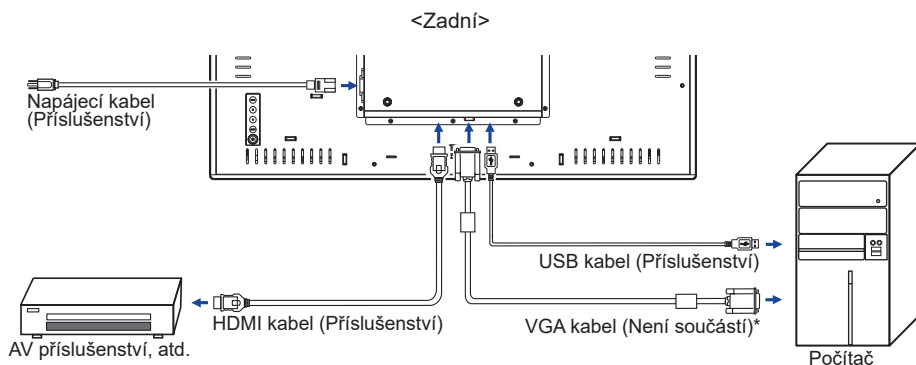 <Zadní>
Napájecí kabel
(Příslušenství)
USB kabel (Příslušenství)
HDMI kabel (Příslušenství)
VGA kabel (Není součástí)*
AV příslušenství, atd.
Počítač